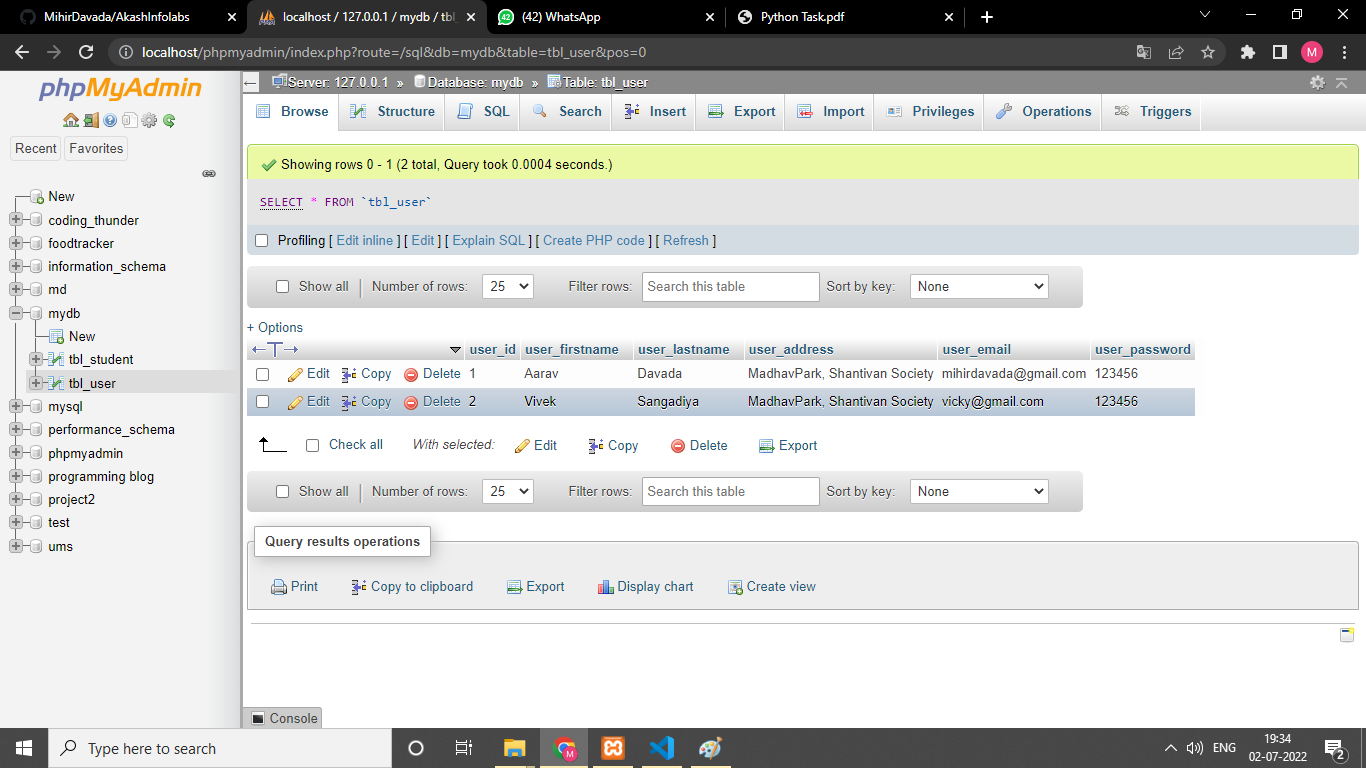 MihirDavada/AkashInfolabs
localhost / 127.0.0.1 / mydb / tbl_
(42) WhatsApp
Python Task.pdf
localhost/phpmyadmin/index.php?route=/sql&db=mydb&table=tbl_user&pos=0
M
phpMyAdmin
Recent Favorites
New
coding_thunder
foodtracker
information_schema
md
mydb
New
tbl_student
tbl_user
mysql
performance_schema
phpmyadmin
programming blog
project2
test
ums
Server: 127.0.0.1 » Database: mydb » Table: tbl_user
Browse Structure SQL Search Insert Export Import Privileges Operations Triggers
Showing rows 0 - 1 (2 total, Query took 0.0004 seconds.)
SELECT * FROM `tbl_user`
Profiling [ Edit inline ] [ Edit ] [ Explain SQL ] [ Create PHP code ] [ Refresh ]
Show all Number of rows: 25 Filter rows: Search this table Sort by key: None
+ Options
←T→ user_id user_firstname user_lastname user_address user_email user_password
Edit Copy Delete 1 Aarav Davada MadhavPark, Shantivan Society mihirdavada@gmail.com 123456
Edit Copy Delete 2 Vivek Sangadiya MadhavPark, Shantivan Society vicky@gmail.com 123456
Check all With selected: Edit Copy Delete Export
Show all Number of rows: 25 Filter rows: Search this table Sort by key: None
Query results operations
Print Copy to clipboard Export Display chart Create view
Console
Type here to search
M
ENG
19:34
02-07-2022
2